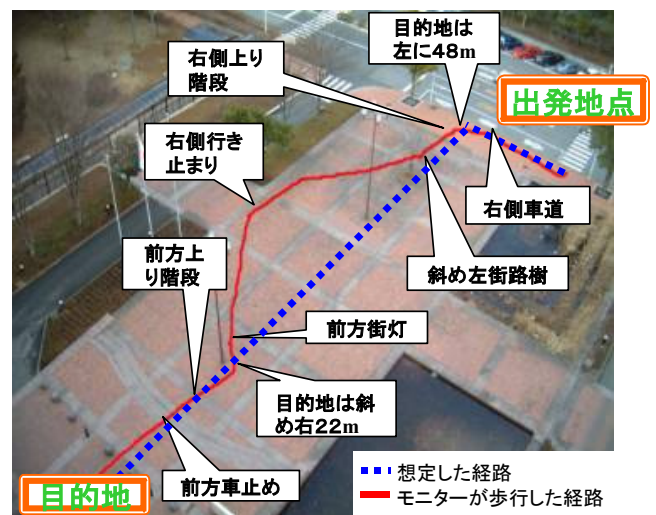 目的地は
左に48m
右側上り
階段
出発地点
右側行き
止まり
右側車道
前方上
り階段
斜め左街路樹
前方街灯
目的地は斜
め右22m
前方車止め
目的地
想定した経路
モニターが歩行した経路